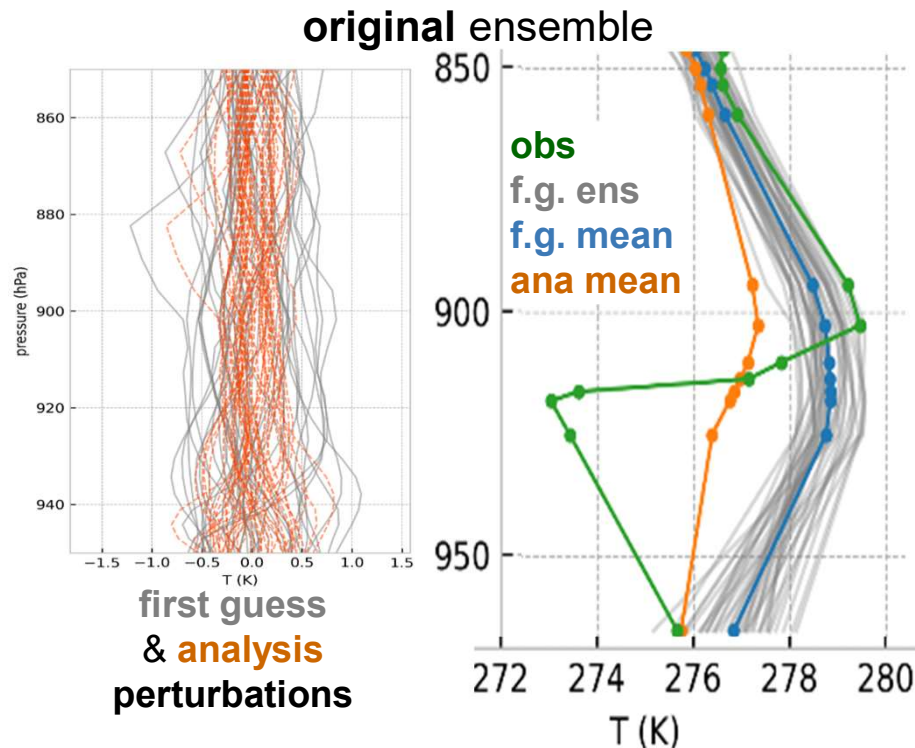 original ensemble
860
880
900
920
940
pressure (hPa)
−1.5 −1.0 −0.5 0.0 0.5 1.0 1.5
T (K)
first guess
& analysis
perturbations
850
900
950
obs
f.g. ens
f.g. mean
ana mean
272 274 276 278 280
T (K)